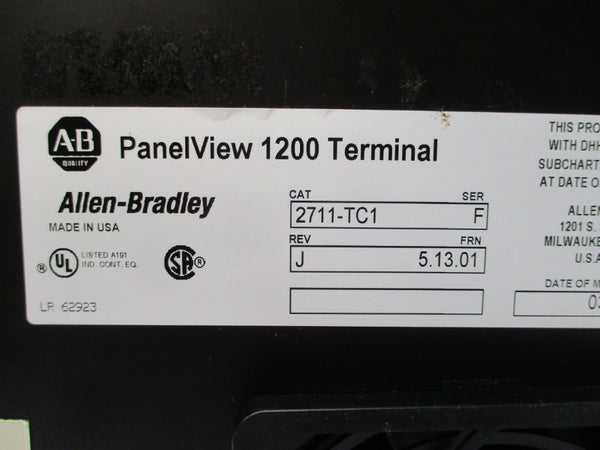 A-B
QUALITY
PanelView 1200 Terminal
Allen-Bradley
MADE IN USA
UL
LISTED A191
IND. CONT. EQ.
SA
LR 62923
CAT SER
2711-TC1 F
REV FRN
J 5.13.01
THIS PRO
WITH DHH
SUBCHART
AT DATE O
ALLEN
1201 S.
MILWAUKE
U.S.A
DATE OF M
03